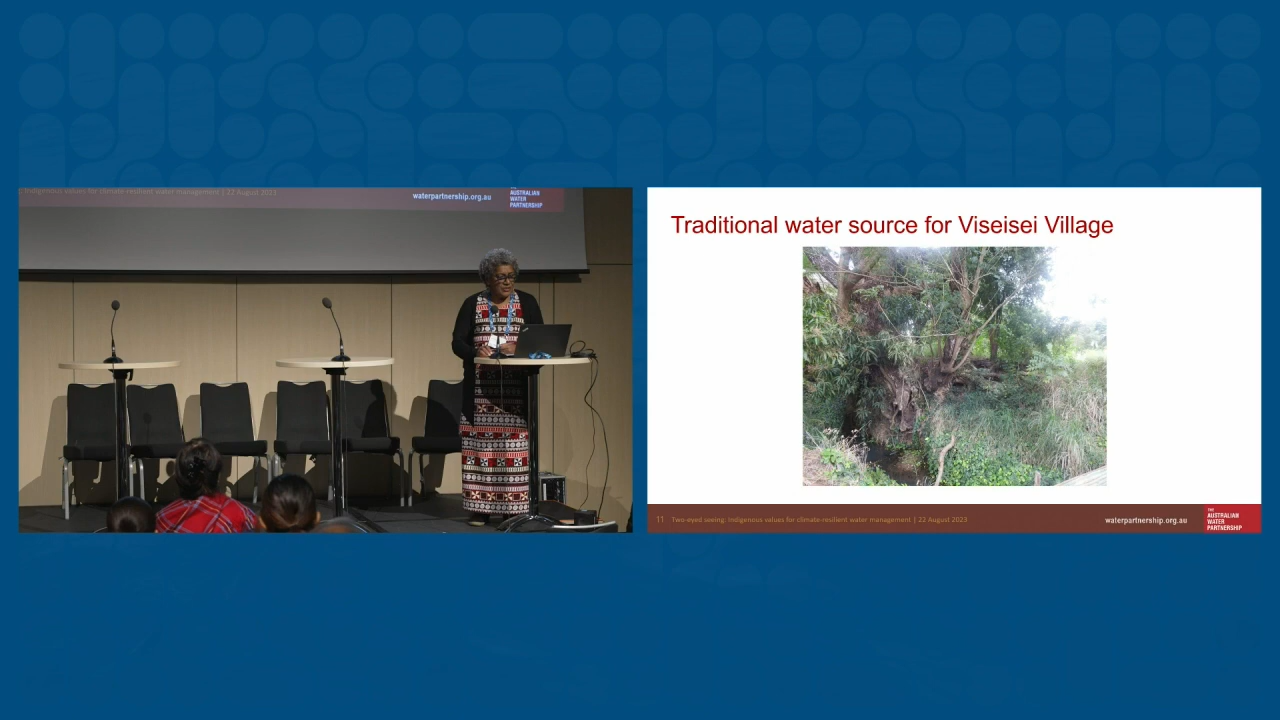 Indigenous values for climate-resilient water management | 22 August 2023
waterpartnership.org.au
THE
AUSTRALIAN
WATER
PARTNERSHIP
Traditional water source for Viseisei Village
11 Two-eyed seeing: Indigenous values for climate-resilient water management | 22 August 2023
waterpartnership.org.au
THE
AUSTRALIAN
WATER
PARTNERSHIP